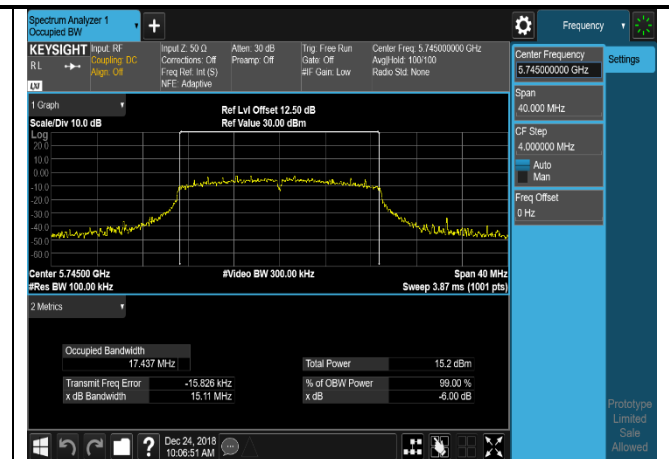 Spectrum Analyzer 1
Occupied BW
+
Frequency
KEYSIGHT
RL
LXI
Input: RF
Coupling: DC
Align: Off
Input Z: 50 Ω
Corrections: Off
Freq Ref: Int (S)
NFE: Adaptive
Atten: 30 dB
Preamp: Off
Trig: Free Run
Gate: Off
#IF Gain: Low
Center Freq: 5.745000000 GHz
Avg|Hold: 100/100
Radio Std: None
Center Frequency
5.745000000 GHz
Settings
Span
40.000 MHz
CF Step
4.000000 MHz
Auto
Man
Freq Offset
0 Hz
1 Graph
Scale/Div 10.0 dB
Ref Lvl Offset 12.50 dB
Ref Value 30.00 dBm
Log
20.0
10.0
0.00
-10.0
-20.0
-30.0
-40.0
-50.0
-60.0
Center 5.74500 GHz
#Res BW 100.00 kHz
#Video BW 300.00 kHz
Span 40 MHz
Sweep 3.87 ms (1001 pts)
2 Metrics
Occupied Bandwidth
17.437 MHz
Total Power 15.2 dBm
Transmit Freq Error -15.826 kHz
% of OBW Power 99.00 %
x dB Bandwidth 15.11 MHz
x dB -6.00 dB
Prototype
Limited
Sale
Allowed
?
Dec 24, 2018
10:06:51 AM